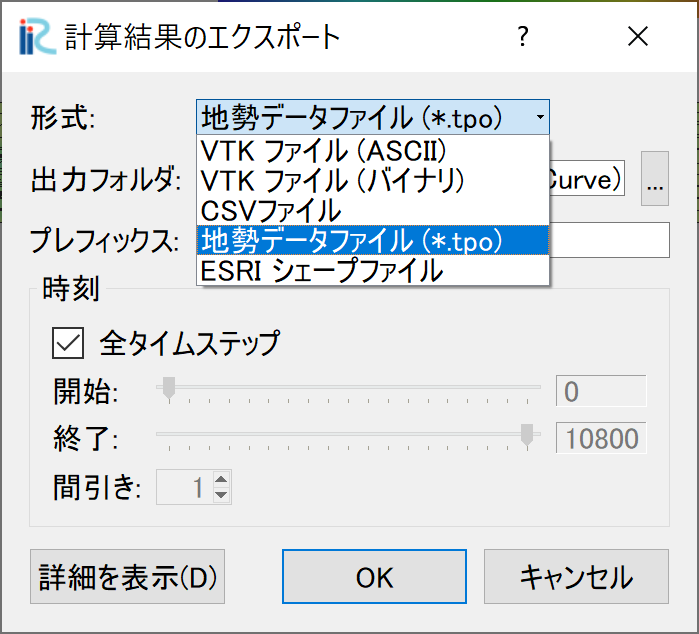 計算結果のエクスポート
?
形式:
地勢データファイル (*.tpo)
VTK ファイル (ASCII)
VTK ファイル (バイナリ)
CSVファイル
地勢データファイル (*.tpo)
ESRI シェープファイル
出力フォルダ:
Curve)
...
プレフィックス:
時刻
全タイムステップ
開始:
0
終了:
10800
間引き:
1
詳細を表示(D)
OK
キャンセル